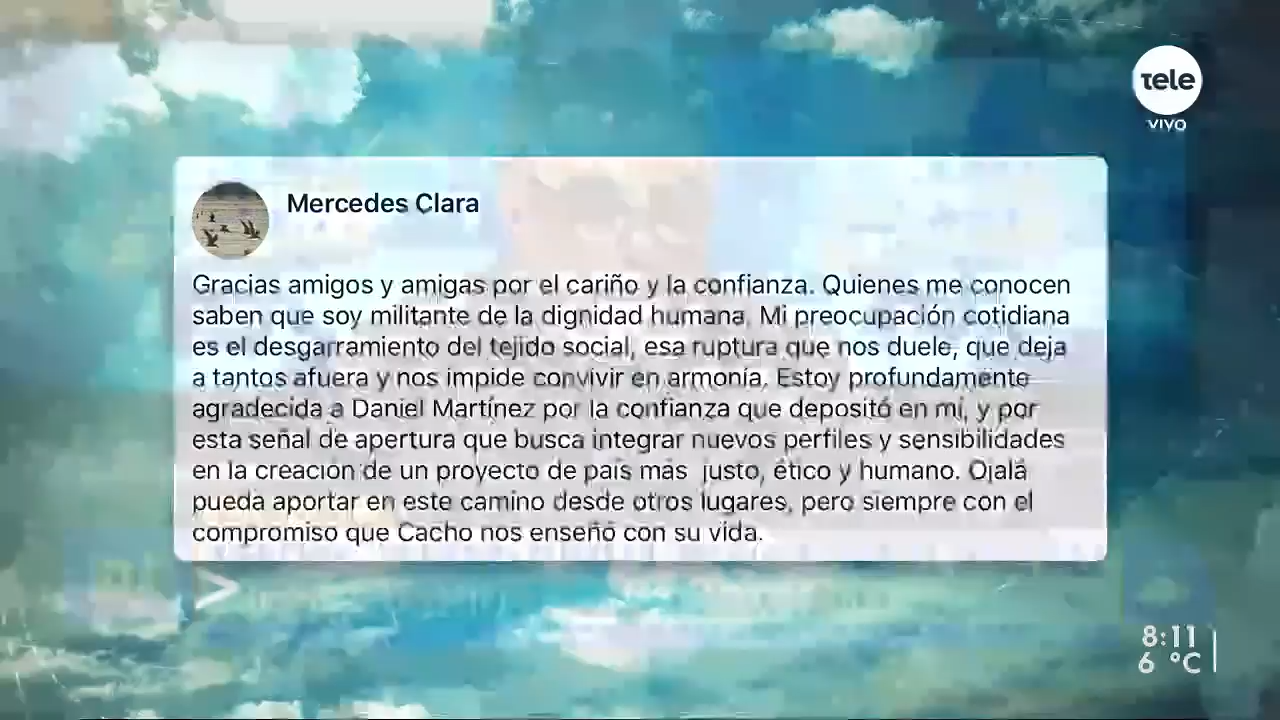 tele
VIVO
Mercedes Clara
Gracias amigos y amigas por el cariño y la confianza. Quienes me conocen
saben que soy militante de la dignidad humana. Mi preocupación cotidiana
es el desgarramiento del tejido social, esa ruptura que nos duele, que deja
a tantos afuera y nos impide convivir en armonía. Estoy profundamente
agradecida a Daniel Martínez por la confianza que depositó en mí, y por
esta señal de apertura que busca integrar nuevos perfiles y sensibilidades
en la creación de un proyecto de país más justo, ético y humano. Ojalá
pueda aportar en este camino desde otros lugares, pero siempre con el
compromiso que Cacho nos enseñó con su vida.
8:11
6 °C